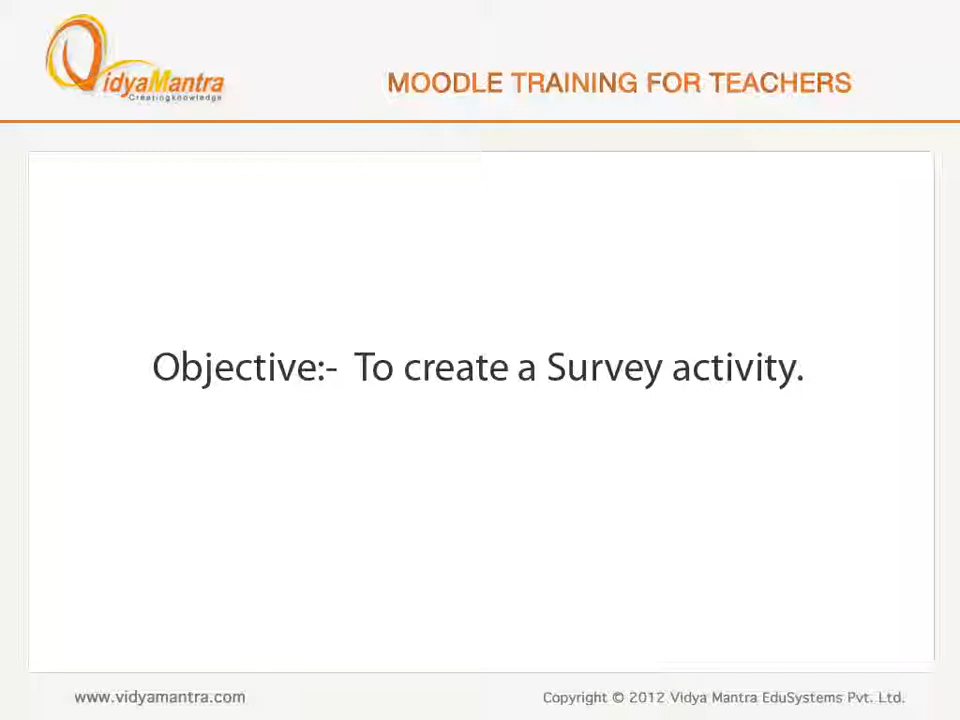 VidyaMantra
Creatingknowledge
MOODLE TRAINING FOR TEACHERS
Objective:- To create a Survey activity.
www.vidyamantra.com
Copyright © 2012 Vidya Mantra EduSystems Pvt. Ltd.